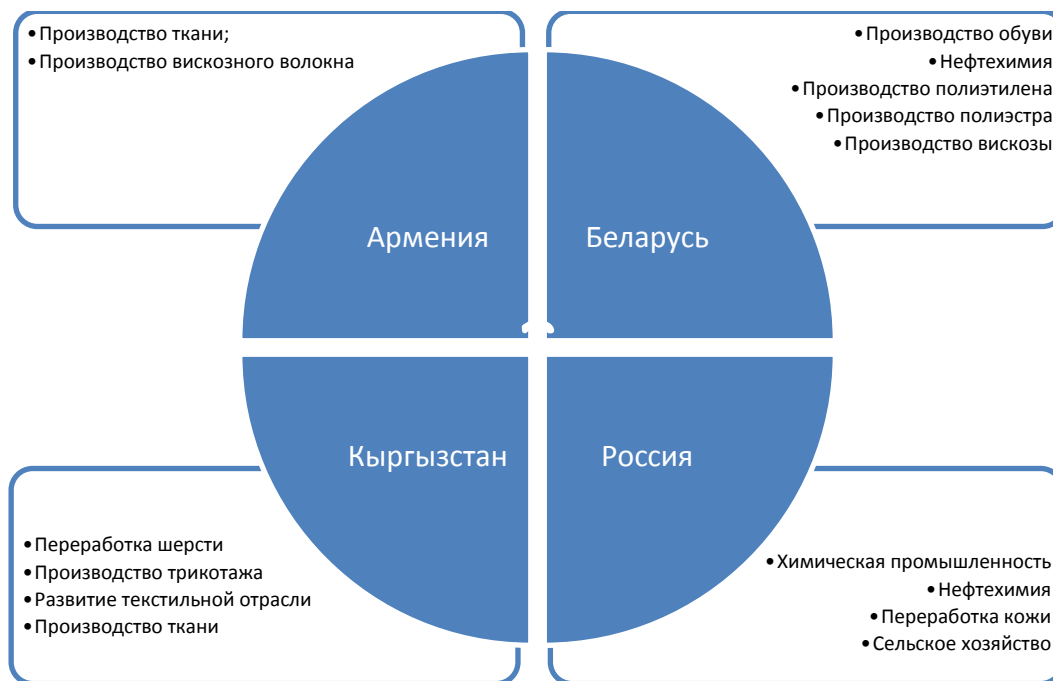 •Производство ткани;
•Производство вискозного волокна
•Производство обуви
•Нефтехимия
•Производство полиэтилена
•Производство полиэстра
•Производство вискозы
Армения
Беларусь
Кыргызстан
Россия
•Переработка шерсти
•Производство трикотажа
•Развитие текстильной отрасли
•Производство ткани
•Химическая промышленность
•Нефтехимия
•Переработка кожи
•Сельское хозяйство